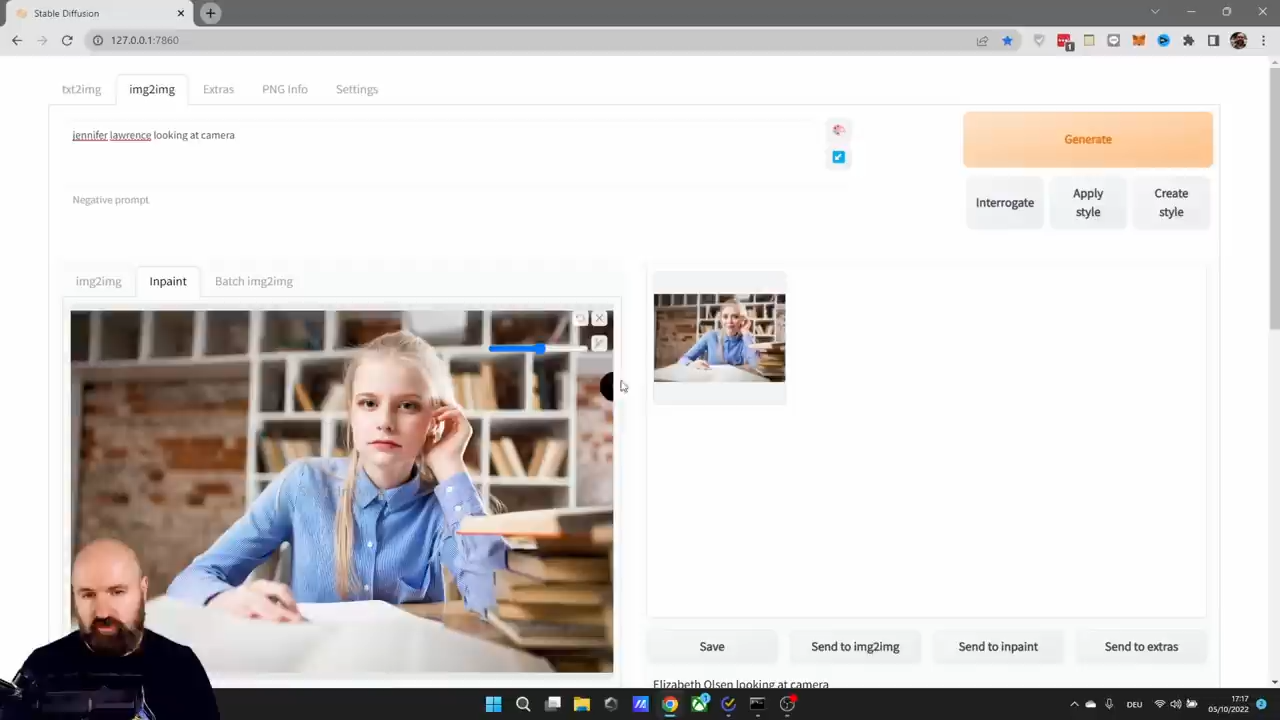 Stable Diffusion
127.0.0.1:7860
1
txt2img
img2img
Extras
PNG Info
Settings
jennifer lawrence looking at camera
Generate
Negative prompt
Interrogate
Apply
style
Create
style
img2img
Inpaint
Batch img2img
Save
Send to img2img
Send to inpaint
Send to extras
Elizabeth Olsen looking at camera
DEU
17:17
05/10/2022